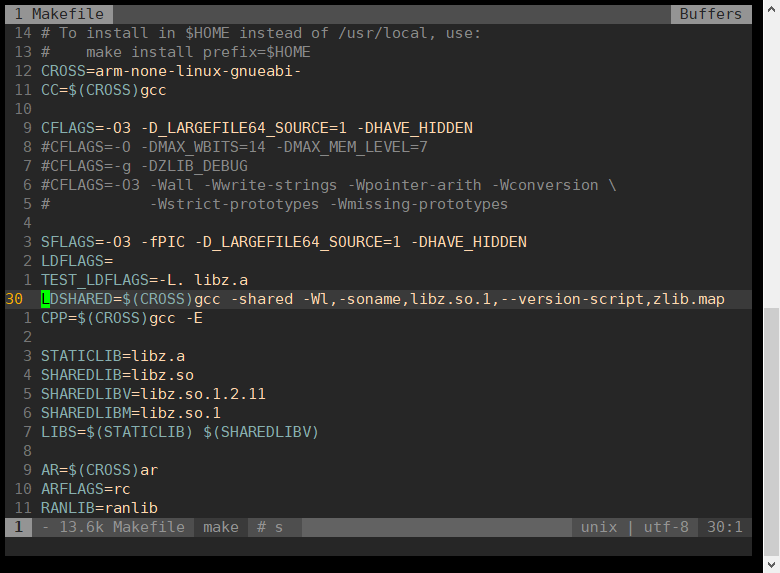 1 Makefile Buffers
14 # To install in $HOME instead of /usr/local, use:
13 #    make install prefix=$HOME
12 CROSS=arm-none-linux-gnueabi-
11 CC=$(CROSS)gcc
10
9 CFLAGS=-O3 -D_LARGEFILE64_SOURCE=1 -DHAVE_HIDDEN
8 #CFLAGS=-O -DMAX_WBITS=14 -DMAX_MEM_LEVEL=7
7 #CFLAGS=-g -DZLIB_DEBUG
6 #CFLAGS=-O3 -Wall -Wwrite-strings -Wpointer-arith -Wconversion \
5 #           -Wstrict-prototypes -Wmissing-prototypes
4
3 SFLAGS=-O3 -fPIC -D_LARGEFILE64_SOURCE=1 -DHAVE_HIDDEN
2 LDFLAGS=
1 TEST_LDFLAGS=-L. libz.a
30 LDSHARED=$(CROSS)gcc -shared -Wl,-soname,libz.so.1,--version-script,zlib.map
1 CPP=$(CROSS)gcc -E
2
3 STATICLIB=libz.a
4 SHAREDLIB=libz.so
5 SHAREDLIBV=libz.so.1.2.11
6 SHAREDLIBM=libz.so.1
7 LIBS=$(STATICLIB) $(SHAREDLIBV)
8
9 AR=$(CROSS)ar
10 ARFLAGS=rc
11 RANLIB=ranlib
1 - 13.6k Makefile make # s unix | utf-8 30:1